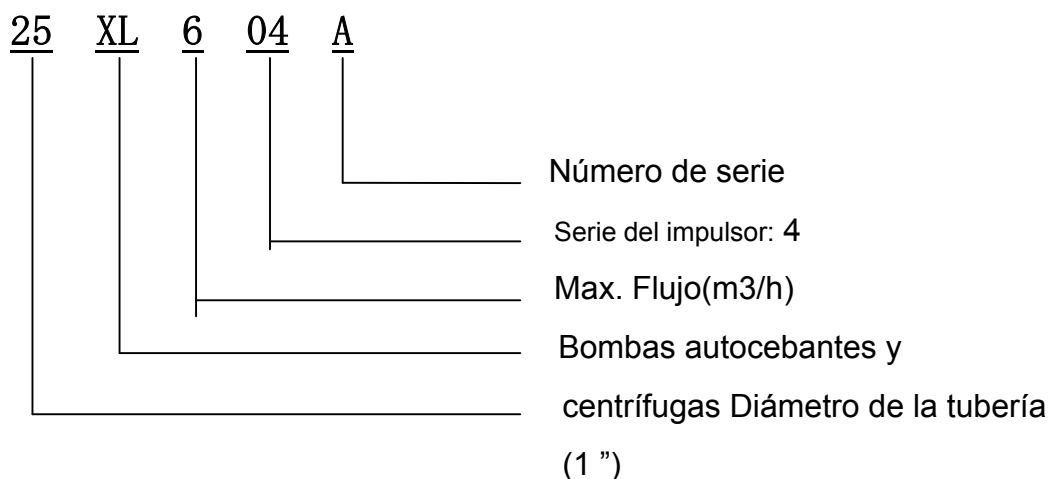 25 XL 6 04 A
Número de serie
Serie del impulsor: 4
Max. Flujo(m3/h)
Bombas autocebantes y
centrífugas Diámetro de la tubería
(1 ”)